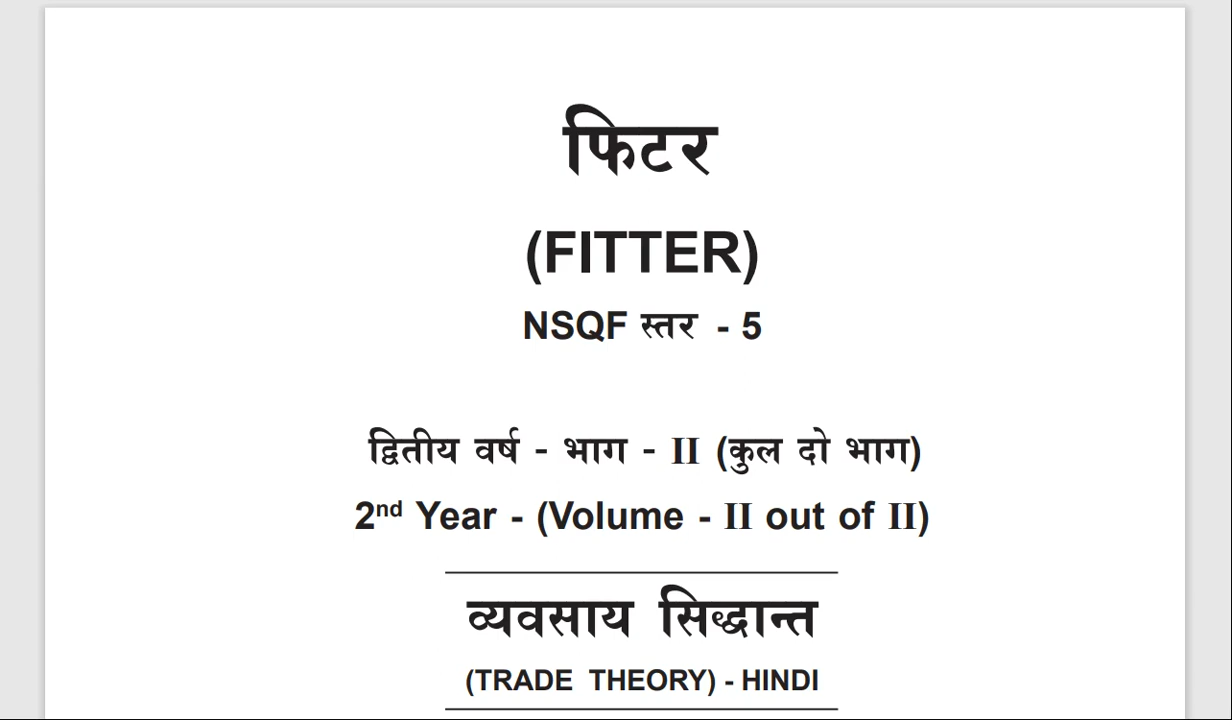 फिटर
(FITTER)
NSQF स्तर - 5
द्वितीय वर्ष - भाग - II (कुल दो भाग)
2nd Year - (Volume - II out of II)
व्यवसाय सिद्धान्त
(TRADE THEORY) - HINDI